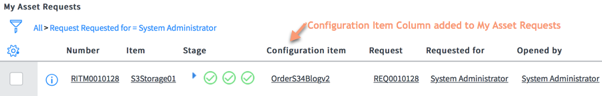 My Asset Requests
Configuration Item Column added to My Asset Requests
All > Request Requested for = System Administrator
Number Item Stage Configuration item Request Requested for Opened by
RITM0010128 S3Storage01 OrderS34Blogv2 REQ0010128 System Administrator System Administrator